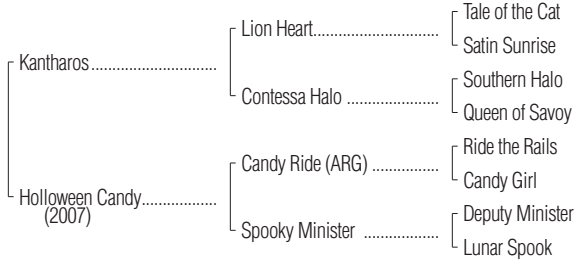 Tale of the Cat
Lion Heart
Satin Sunrise
Kantharos
Southern Halo
Contessa Halo
Queen of Savoy
Ride the Rails
Candy Ride (ARG)
Candy Girl
Holloween Candy
(2007)
Deputy Minister
Spooky Minister
Lunar Spook